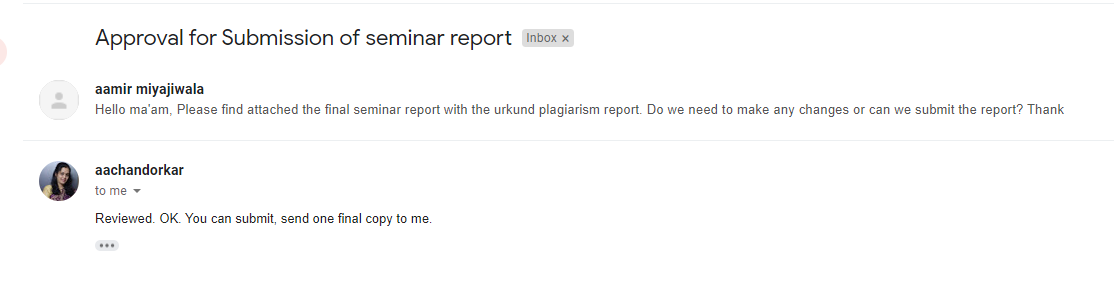 Approval for Submission of seminar report Inbox ×
aamir miyajiwala
Hello ma'am, Please find attached the final seminar report with the urkund plagiarism report. Do we need to make any changes or can we submit the report? Thank
aachandorkar
to me
Reviewed. OK. You can submit, send one final copy to me.